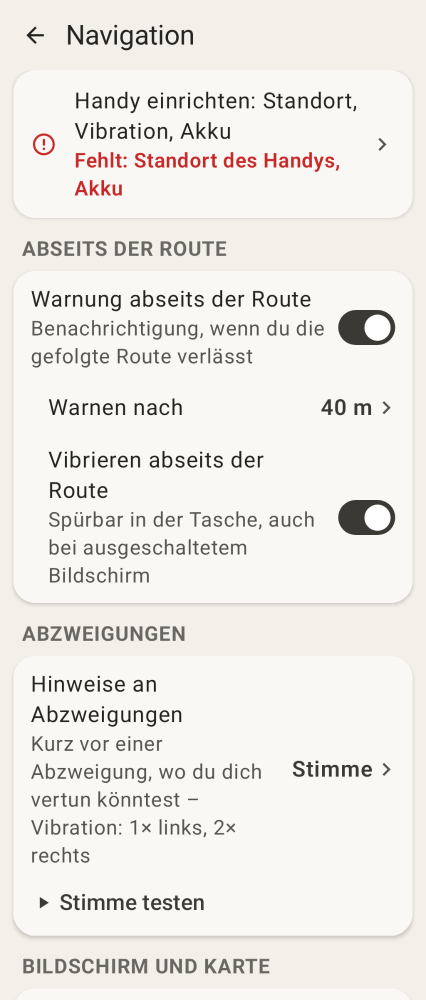 Navigation
Handy einrichten: Standort,
Vibration, Akku
Fehlt: Standort des Handys,
Akku
ABSEITS DER ROUTE
Warnung abseits der Route
Benachrichtigung, wenn du die
gefolgte Route verlässt
Warnen nach
40 m
Vibrieren abseits der
Route
Spürbar in der Tasche, auch
bei ausgeschaltetem
Bildschirm
ABZWEIGUNGEN
Hinweise an
Abzweigungen
Kurz vor einer
Abzweigung, wo du dich
vertun könntest –
Vibration: 1× links, 2×
rechts
Stimme
Stimme testen
BILDSCHIRM UND KARTE